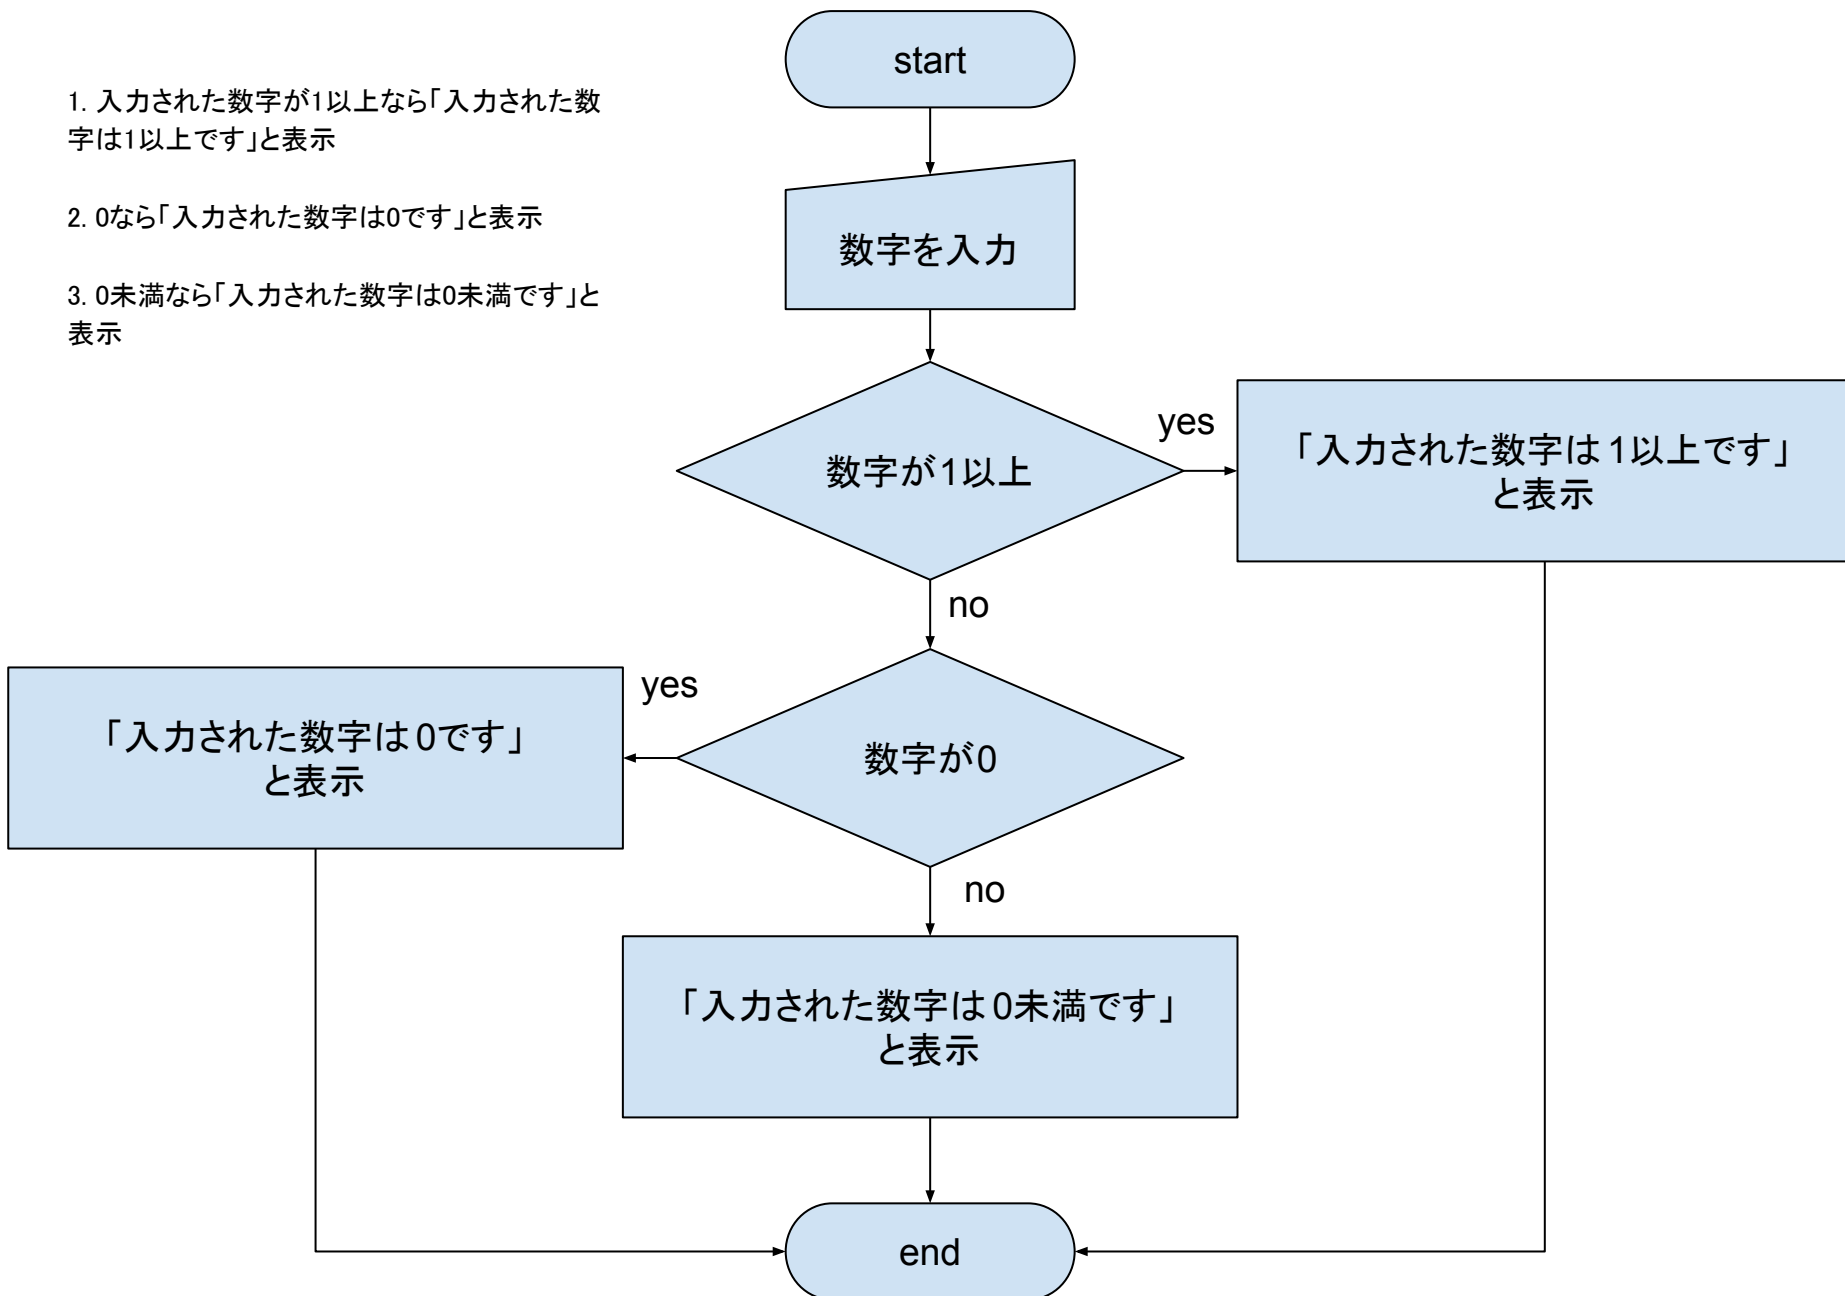 start
1. 入力された数字が1以上なら「入力された数
字は1以上です」と表示
2. 0なら「入力された数字は0です」と表示
3. 0未満なら「入力された数字は0未満です」と
表示
数字を入力
数字が1以上
yes
「入力された数字は1以上です」
と表示
no
数字が0
yes
「入力された数字は0です」
と表示
no
「入力された数字は0未満です」
と表示
end